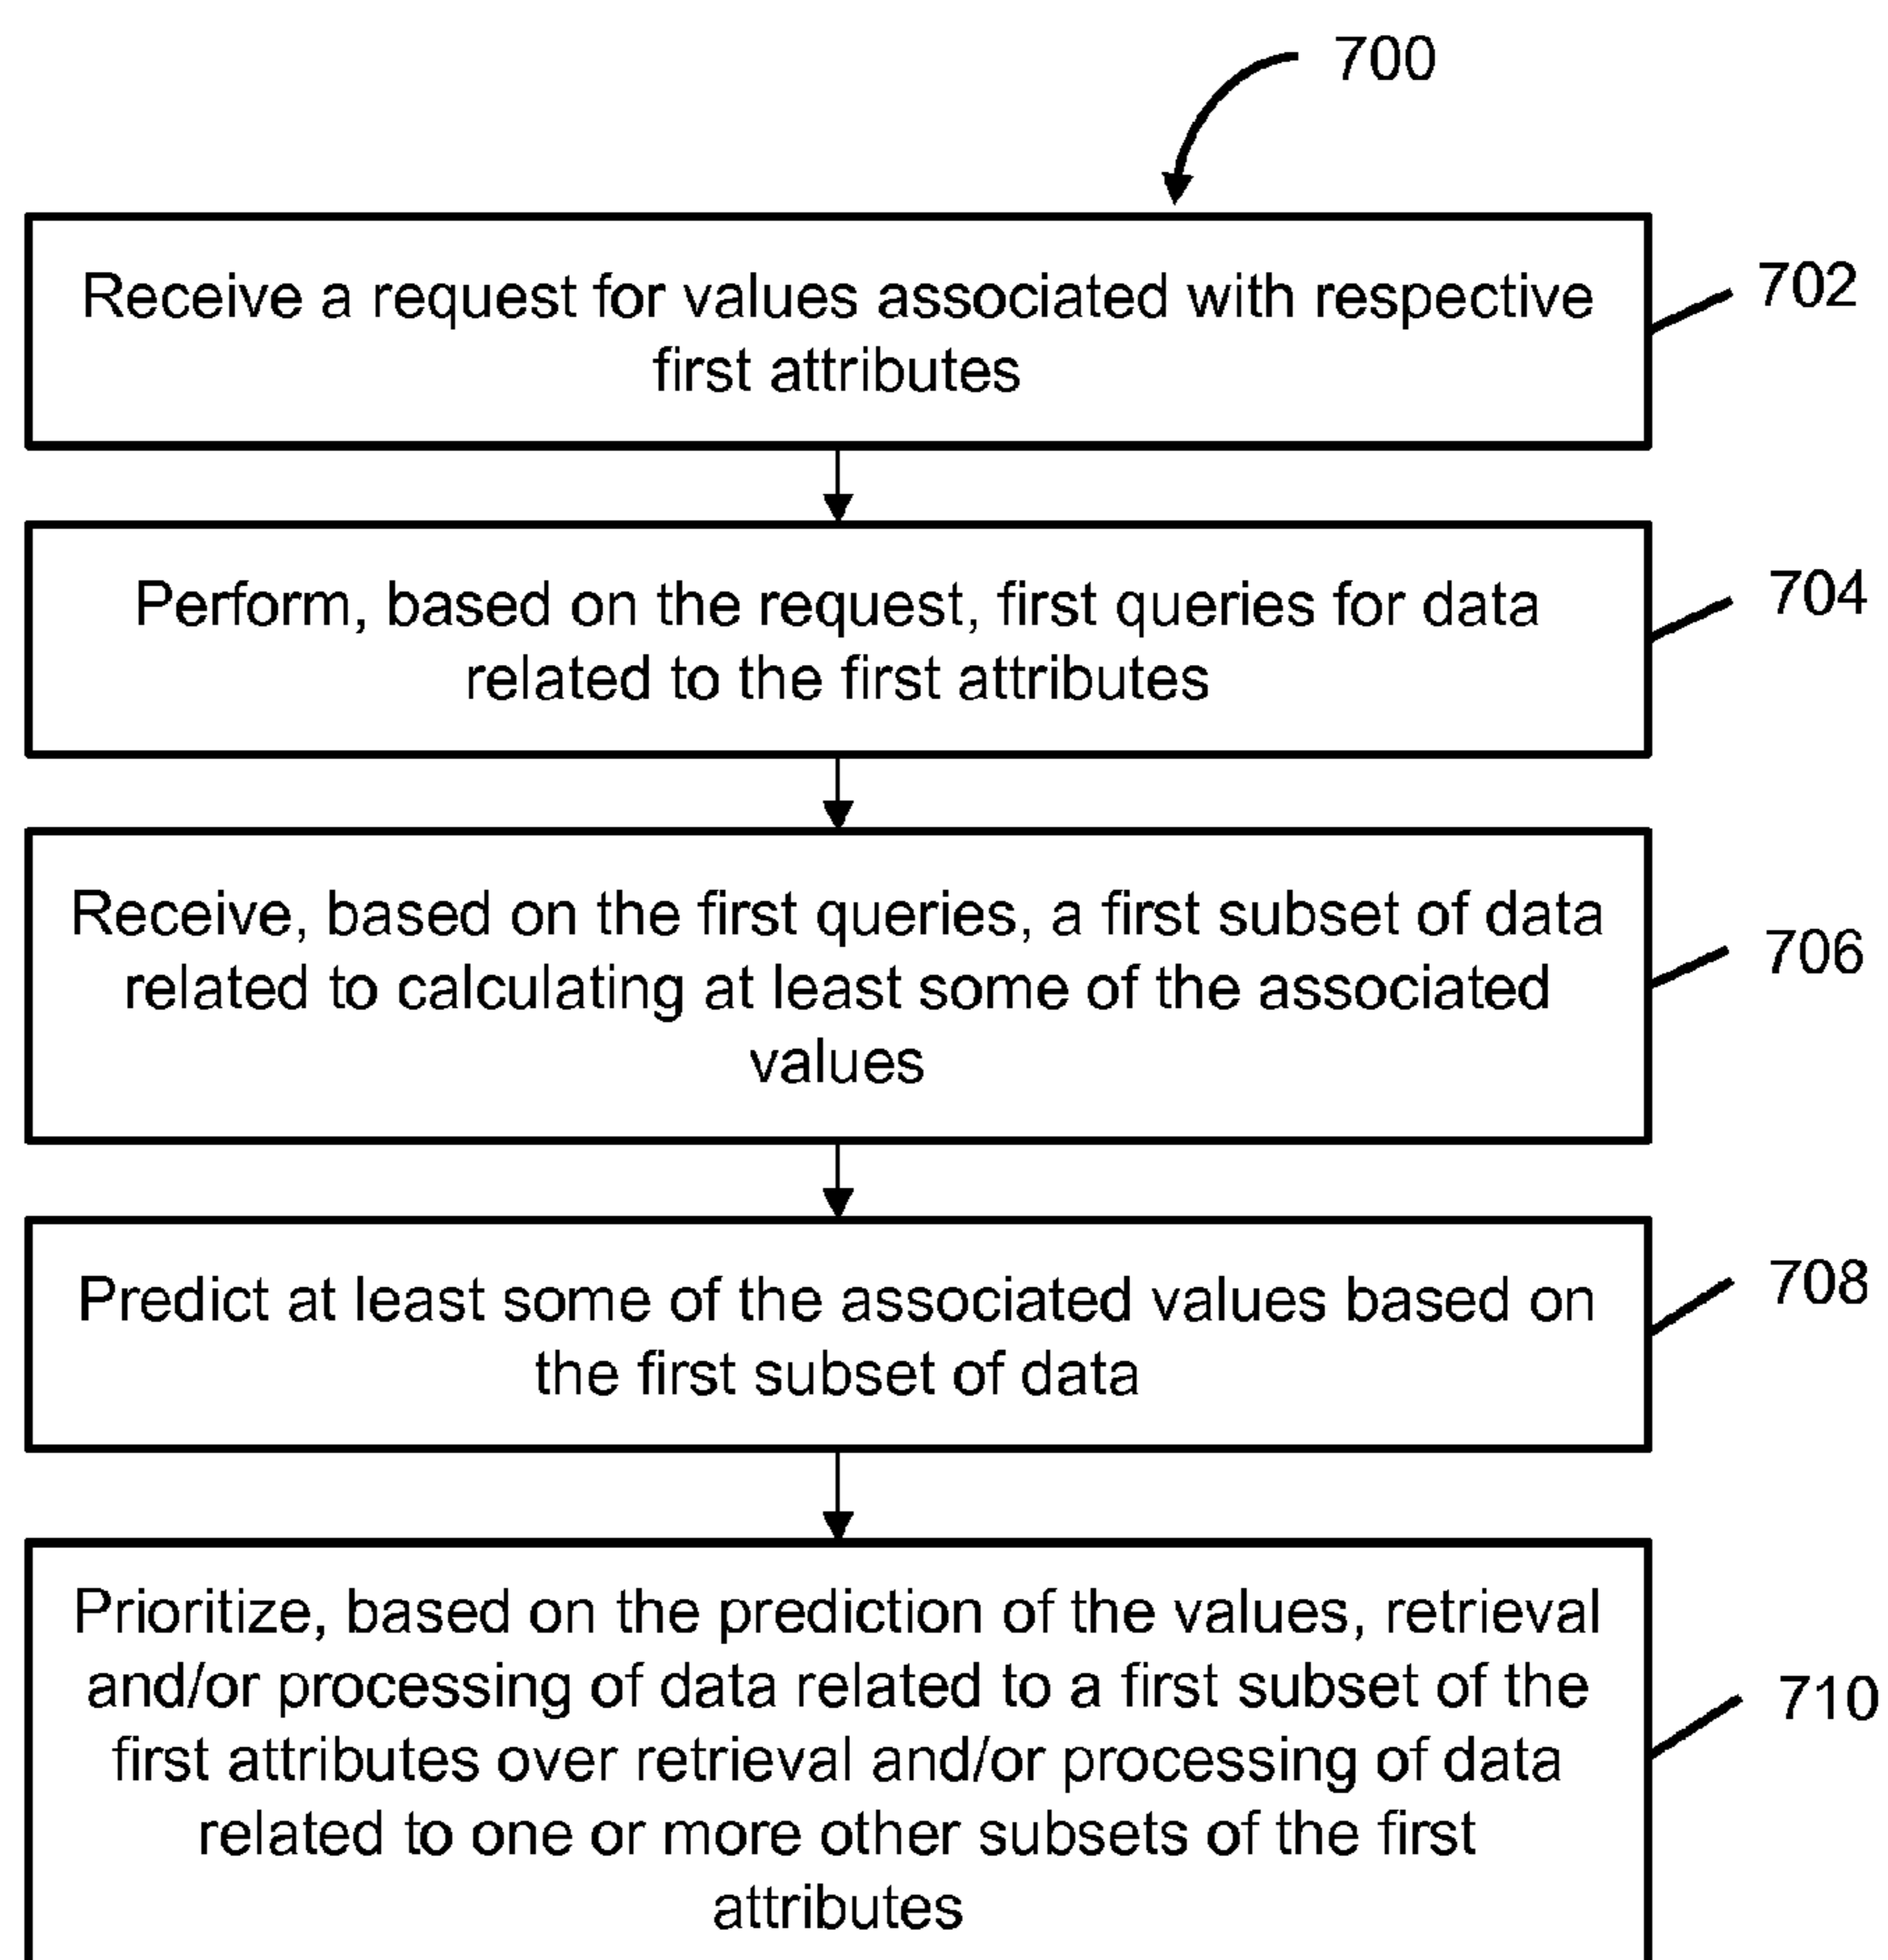 700
Receive a request for values associated with respective
first attributes
702
Perform, based on the request, first queries for data
related to the first attributes
704
Receive, based on the first queries, a first subset of data
related to calculating at least some of the associated
values
706
Predict at least some of the associated values based on
the first subset of data
708
Prioritize, based on the prediction of the values, retrieval
and/or processing of data related to a first subset of the
first attributes over retrieval and/or processing of data
related to one or more other subsets of the first
attributes
710